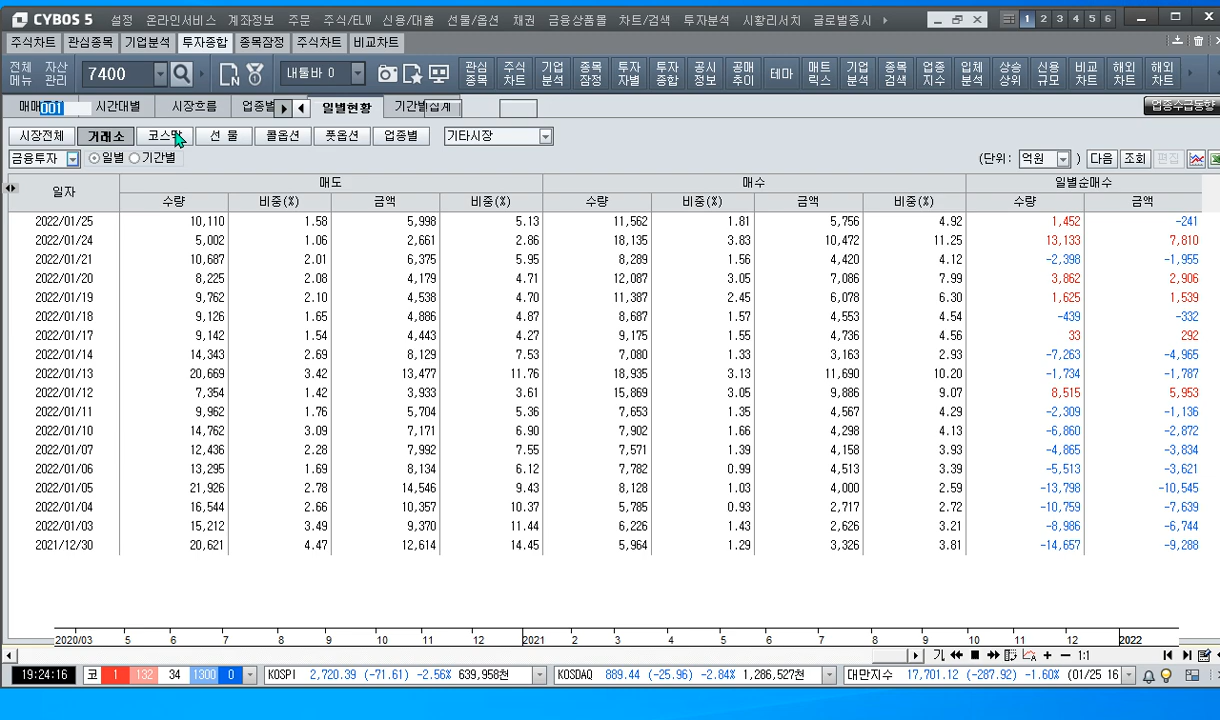 CYBOS 5 설정 온라인서비스 계좌정보 주문 주식/ELW 신용/대출 선물/옵션 채권 금융상품몰 차트/검색 투자분석 시황리서치 글로벌증시 1 2 3 4 5 6
주식차트 관심종목 기업분석 투자종합 종목잠정 주식차트 비교차트
전체메뉴 자산관리 7400 내툴바 0 관심종목 주식차트 기업분석 종목잠정 투자자별 투자종합 공시정보 공매추이 테마 매트릭스 기업분석 종목검색 업종지수 입체분석 상승상위 신용규모 비교차트 해외차트 해외차트
매매 001 시간대별 시장흐름 업종별 일별현황 기간별 집계 업종수급동향
시장전체 거래소 코스닥 선 물 콜옵션 풋옵션 업종별 기타시장
금융투자 일별 기간별 (단위: 억원 ) 다음 조회 편집
일자 매도 매수 일별순매수
수량 비중(%) 금액 비중(%) 수량 비중(%) 금액 비중(%) 수량 금액
2022/01/25 10,110 1.58 5,998 5.13 11,562 1.81 5,756 4.92 1,452 -241
2022/01/24 5,002 1.06 2,661 2.86 18,135 3.83 10,472 11.25 13,133 7,810
2022/01/21 10,687 2.01 6,375 5.95 8,289 1.56 4,420 4.12 -2,398 -1,955
2022/01/20 8,225 2.08 4,179 4.71 12,087 3.05 7,086 7.99 3,862 2,906
2022/01/19 9,762 2.10 4,538 4.70 11,387 2.45 6,078 6.30 1,625 1,539
2022/01/18 9,126 1.65 4,886 4.87 8,687 1.57 4,553 4.54 -439 -332
2022/01/17 9,142 1.54 4,443 4.27 9,175 1.55 4,736 4.56 33 292
2022/01/14 14,343 2.69 8,129 7.53 7,080 1.33 3,163 2.93 -7,263 -4,965
2022/01/13 20,669 3.42 13,477 11.76 18,935 3.13 11,690 10.20 -1,734 -1,787
2022/01/12 7,354 1.42 3,933 3.61 15,869 3.05 9,886 9.07 8,515 5,953
2022/01/11 9,962 1.76 5,704 5.36 7,653 1.35 4,567 4.29 -2,309 -1,136
2022/01/10 14,762 3.09 7,171 6.90 7,902 1.66 4,298 4.13 -6,860 -2,872
2022/01/07 12,436 2.28 7,992 7.55 7,571 1.39 4,158 3.93 -4,865 -3,834
2022/01/06 13,295 1.69 8,134 6.12 7,782 0.99 4,513 3.39 -5,513 -3,621
2022/01/05 21,926 2.78 14,546 9.43 8,128 1.03 4,000 2.59 -13,798 -10,545
2022/01/04 16,544 2.66 10,357 10.37 5,785 0.93 2,717 2.72 -10,759 -7,639
2022/01/03 15,212 3.49 9,370 11.44 6,226 1.43 2,626 3.21 -8,986 -6,744
2021/12/30 20,621 4.47 12,614 14.45 5,964 1.29 3,326 3.81 -14,657 -9,288
2020/03 5 6 7 8 9 10 11 12 2021 2 3 4 5 6 7 8 9 10 11 12 2022
1:1
19:24:16 코 1 132 34 1300 0 KOSPI 2,720.39 (-71.61) -2.56% 639,958천 KOSDAQ 889.44 (-25.96) -2.84% 1,286,527천 대만지수 17,701.12 (-287.92) -1.60% (01/25 16